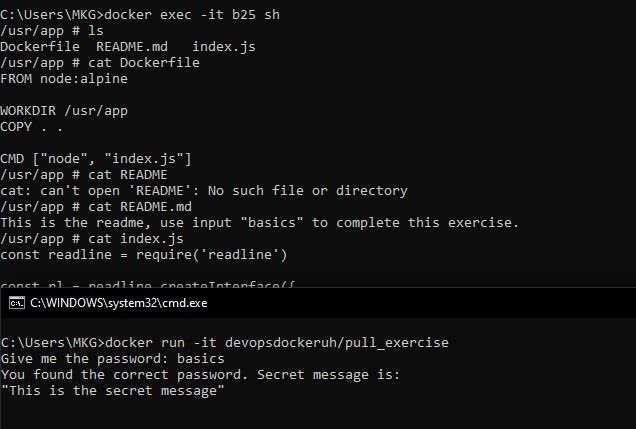 C:\Users\MKG>docker exec -it b25 sh
/usr/app # ls
Dockerfile  README.md   index.js
/usr/app # cat Dockerfile
FROM node:alpine

WORKDIR /usr/app
COPY . .

CMD ["node", "index.js"]
/usr/app # cat README
cat: can't open 'README': No such file or directory
/usr/app # cat README.md
This is the readme, use input "basics" to complete this exercise.
/usr/app # cat index.js
const readline = require('readline')

const rl = readline.createInterface({
C:\WINDOWS\system32\cmd.exe

C:\Users\MKG>docker run -it devopsdockeruh/pull_exercise
Give me the password: basics
You found the correct password. Secret message is:
"This is the secret message"